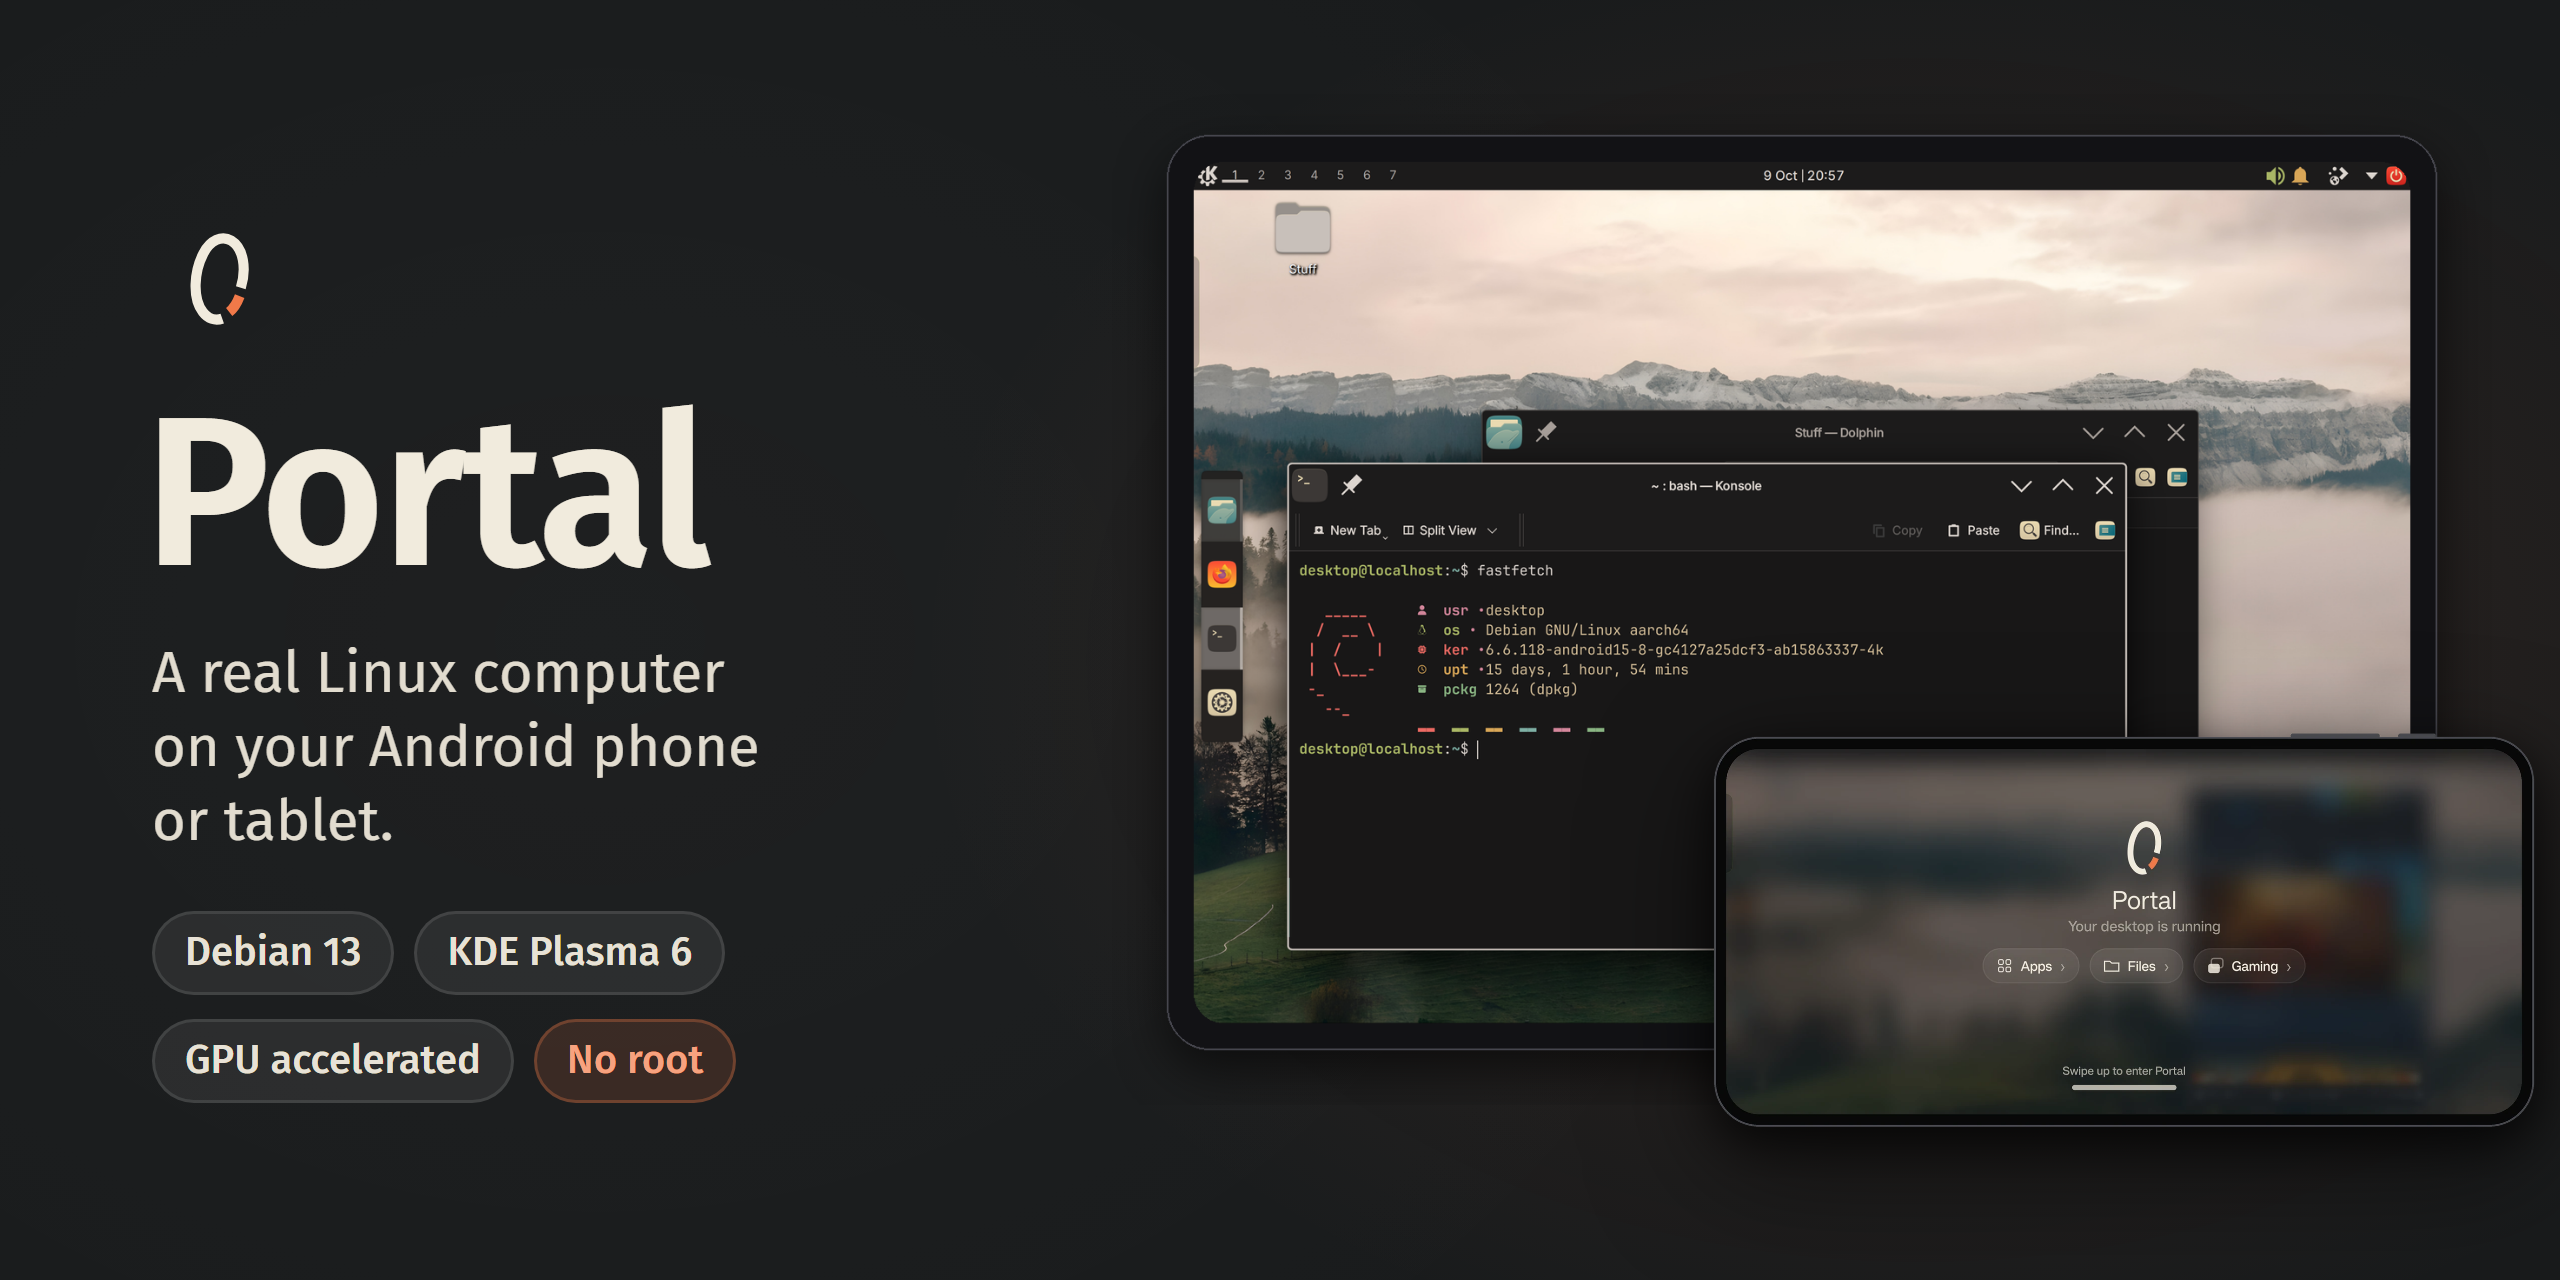 Portal
A real Linux computer
on your Android phone
or tablet.
Debian 13
KDE Plasma 6
GPU accelerated
No root
1 2 3 4 5 6 7
9 Oct | 20:57
Stuff
Stuff — Dolphin
~ : bash — Konsole
New Tab
Split View
Copy
Paste
Find...
desktop@localhost:~$ fastfetch
usr •desktop
os • Debian GNU/Linux aarch64
ker •6.6.118-android15-8-gc4127a25dcf3-ab15863337-4k
upt •15 days, 1 hour, 54 mins
pckg 1264 (dpkg)
desktop@localhost:~$
Portal
Your desktop is running
Apps ›
Files ›
Gaming ›
Swipe up to enter Portal